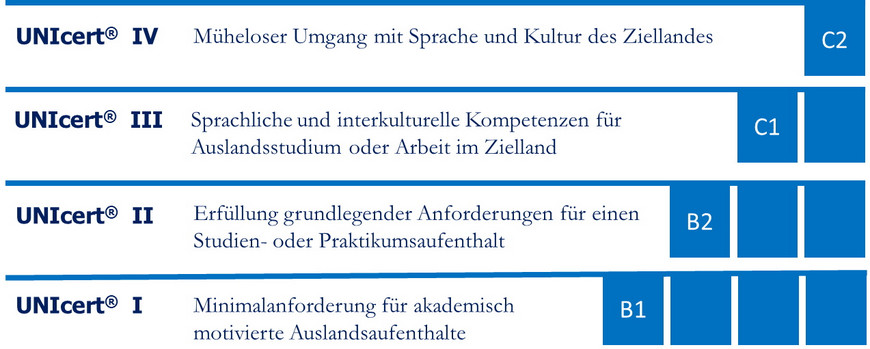 UNIcert® IV Müheloser Umgang mit Sprache und Kultur des Ziellandes C2
UNIcert® III Sprachliche und interkulturelle Kompetenzen für
Auslandsstudium oder Arbeit im Zielland
C1
UNIcert® II Erfüllung grundlegender Anforderungen für einen
Studien- oder Praktikumsaufenthalt
B2
UNIcert® I Minimalanforderung für akademisch
motivierte Auslandsaufenthalte
B1